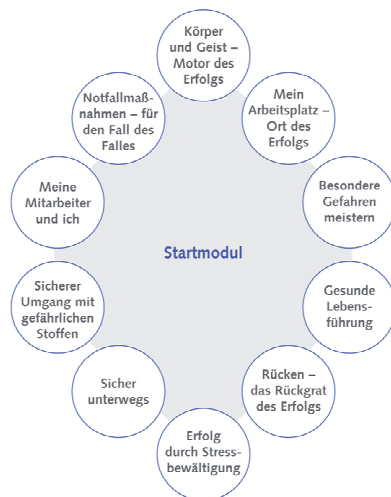 Körper
und Geist –
Motor des
Erfolgs
Mein
Arbeitsplatz –
Ort des
Erfolgs
Besondere
Gefahren
meistern
Gesunde
Lebens-
führung
Rücken –
das Rückgrat
des Erfolgs
Erfolg
durch Stress-
bewältigung
Sicher
unterwegs
Sicherer
Umgang mit
gefährlichen
Stoffen
Meine
Mitarbeiter
und ich
Notfallmaß-
nahmen – für
den Fall des
Falles
Startmodul